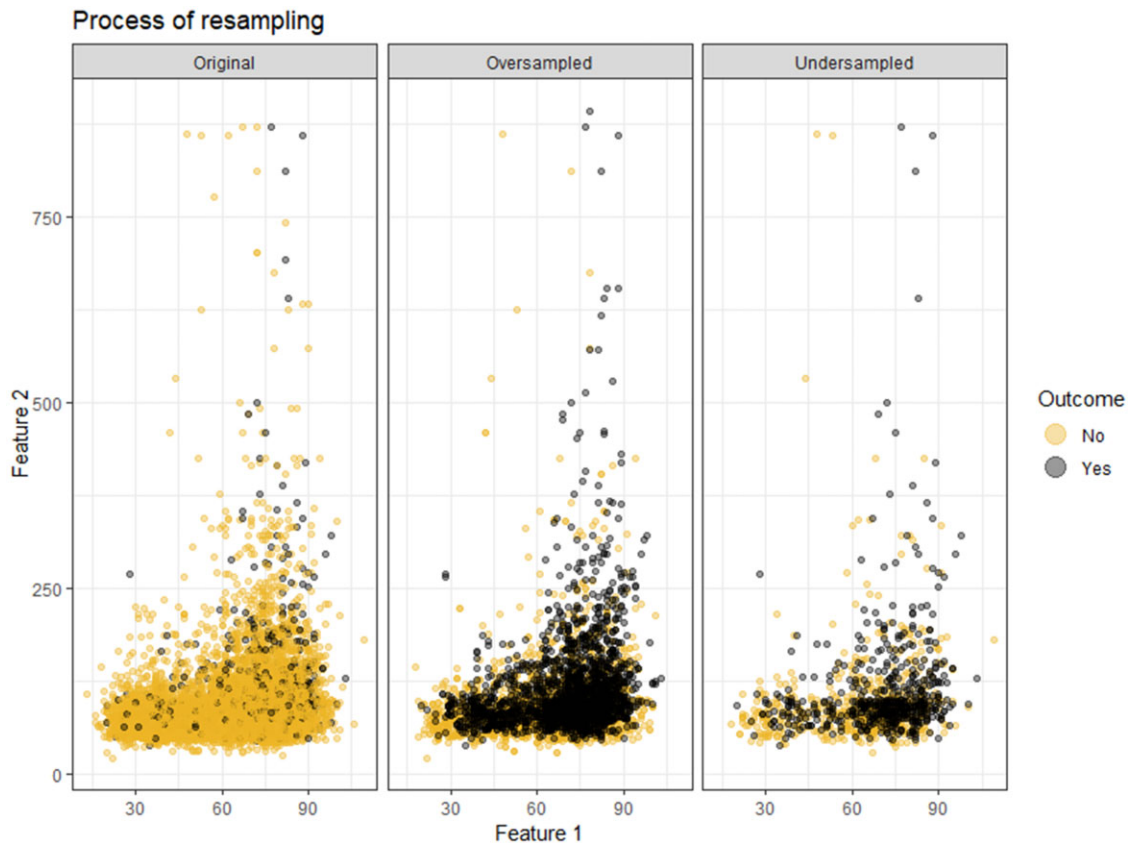 Process of resampling
Original Oversampled Undersampled
750
500
250
0
Feature 2
30 60 90 30 60 90 30 60 90
Feature 1
Outcome
No
Yes